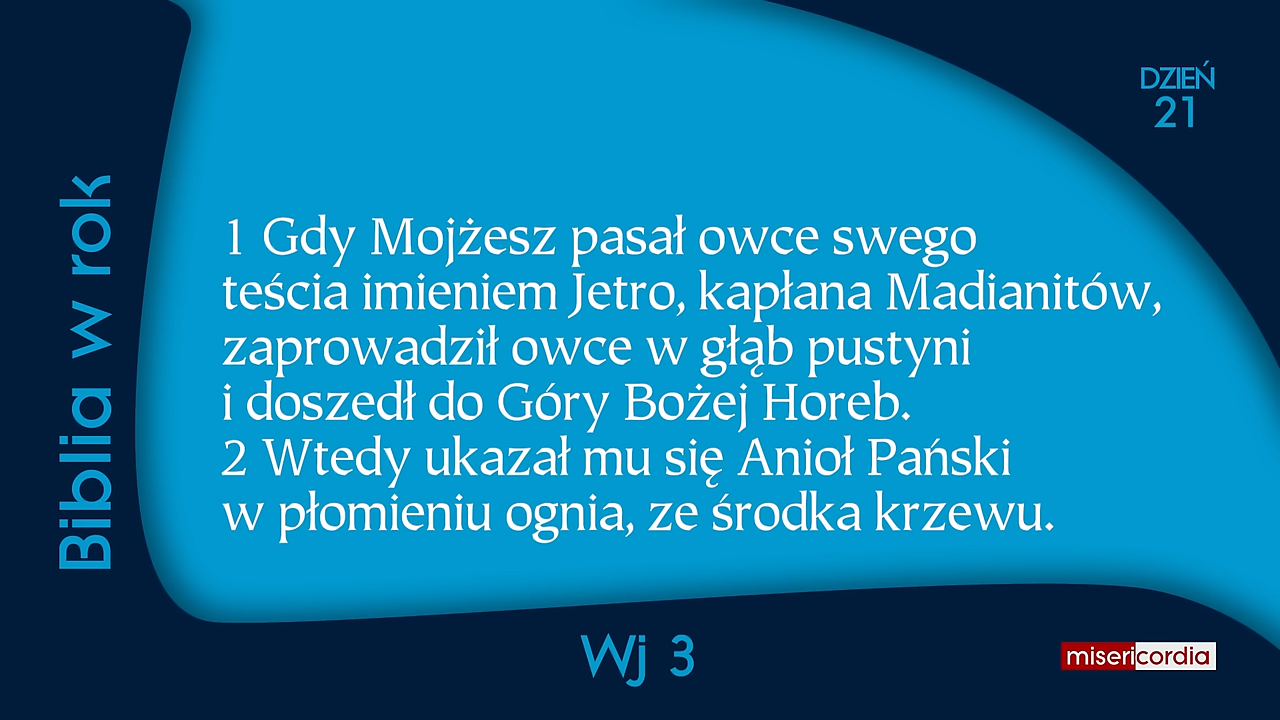 DZIEŃ
21
Biblia w rok
1 Gdy Mojżesz pasał owce swego
teścia imieniem Jetro, kapłana Madianitów,
zaprowadził owce w głąb pustyni
i doszedł do Góry Bożej Horeb.
2 Wtedy ukazał mu się Anioł Pański
w płomieniu ognia, ze środka krzewu.
Wj 3
misericordia